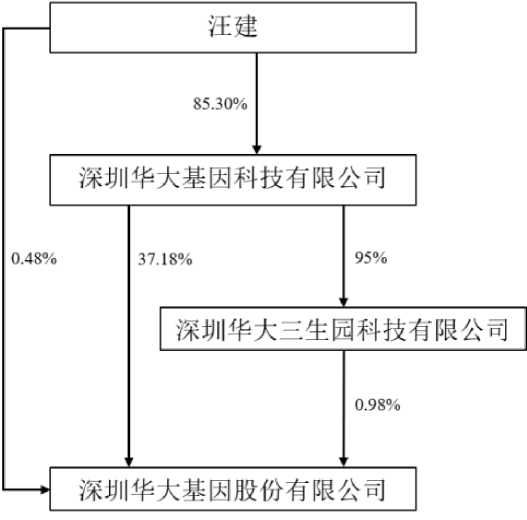 汪建
85.30%
深圳华大基因科技有限公司
0.48%
37.18%
95%
深圳华大三生园科技有限公司
0.98%
深圳华大基因股份有限公司